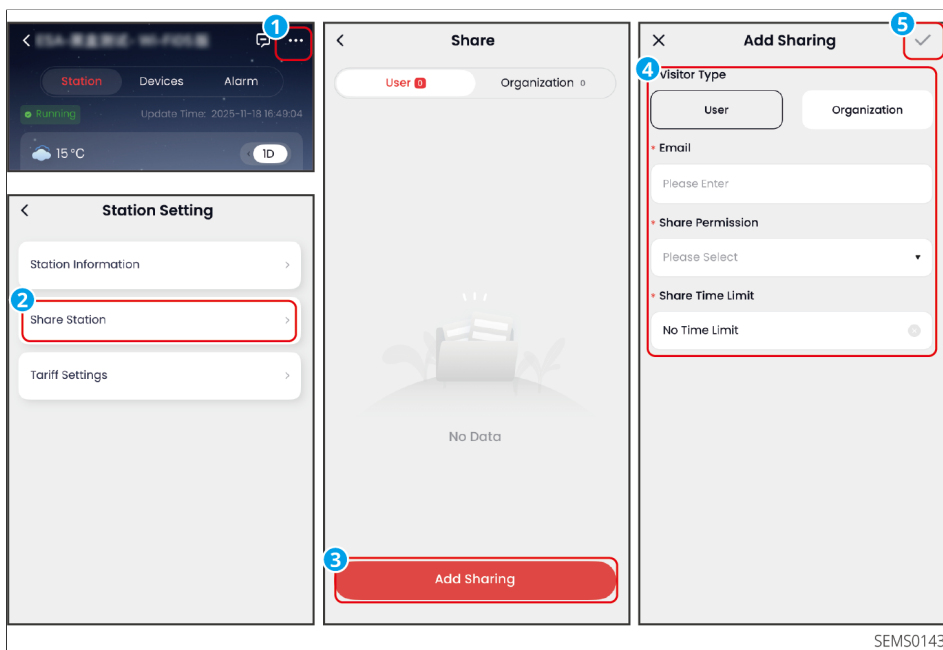 1
Station Devices Alarm
Running Update Time: 2025-11-18 16:49:04
15°C 1D
Station Setting
Station Information
2
Share Station
Tariff Settings
Share
User 0 Organization 0
No Data
3
Add Sharing
5
Add Sharing
4
Visitor Type
User Organization
* Email
Please Enter
* Share Permission
Please Select
* Share Time Limit
No Time Limit
SEMS0143